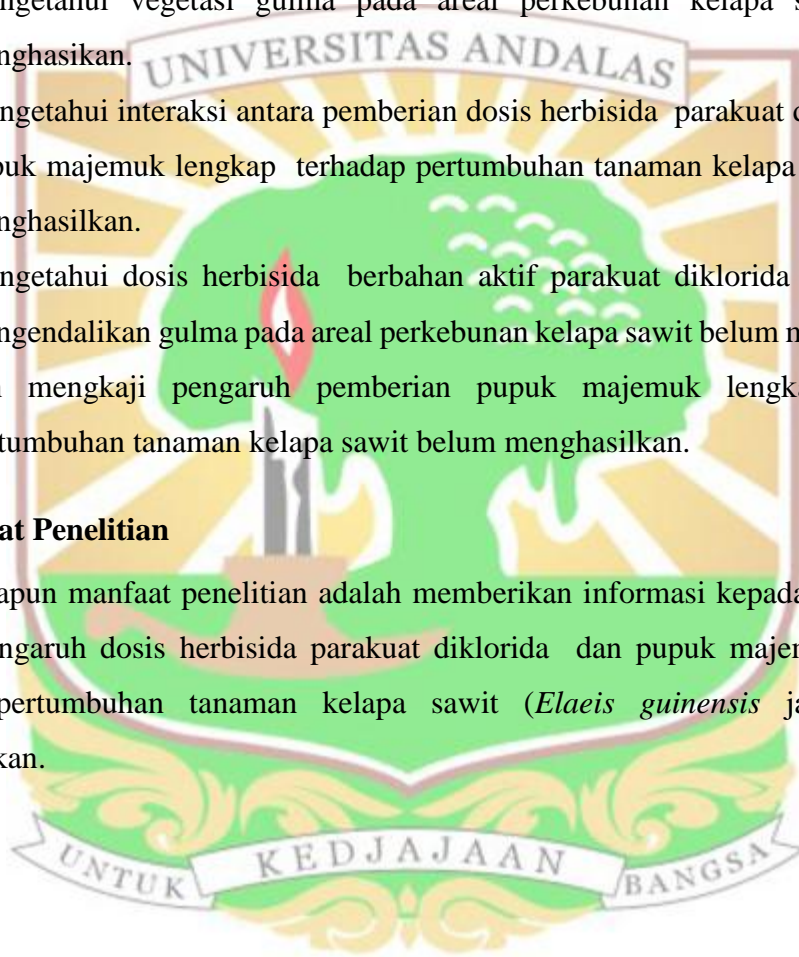 ngetahui vegetasi gulma pada areal perkebunan kelapa s
nghasikan.
UNIVERSITAS ANDALAS
ngetahui interaksi antara pemberian dosis herbisida parakuat d
puk majemuk lengkap terhadap pertumbuhan tanaman kelapa
nghasilkan.
ngetahui dosis herbisida berbahan aktif parakuat diklorida
ngendalikan gulma pada areal perkebunan kelapa sawit belum m
n mengkaji pengaruh pemberian pupuk majemuk lengka
tumbuhan tanaman kelapa sawit belum menghasilkan.
at Penelitian
apun manfaat penelitian adalah memberikan informasi kepada
ngaruh dosis herbisida parakuat diklorida dan pupuk majem
pertumbuhan tanaman kelapa sawit (Elaeis guinensis ja
kan.
UNTUK KEDJAJAAN BANGSA